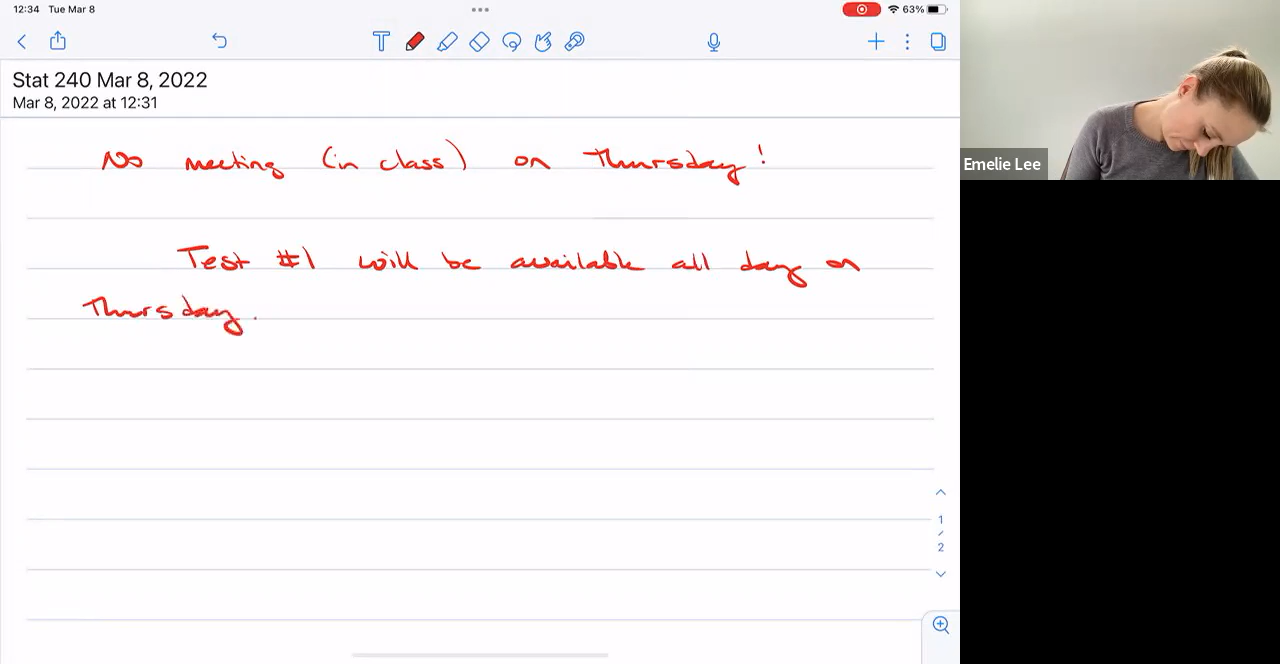 12:34 Tue Mar 8
63%
Stat 240 Mar 8, 2022
Mar 8, 2022 at 12:31
No meeting (in class) on Thursday!
Test #1 will be available all day on
Thursday.
1
/
2
Emelie Lee